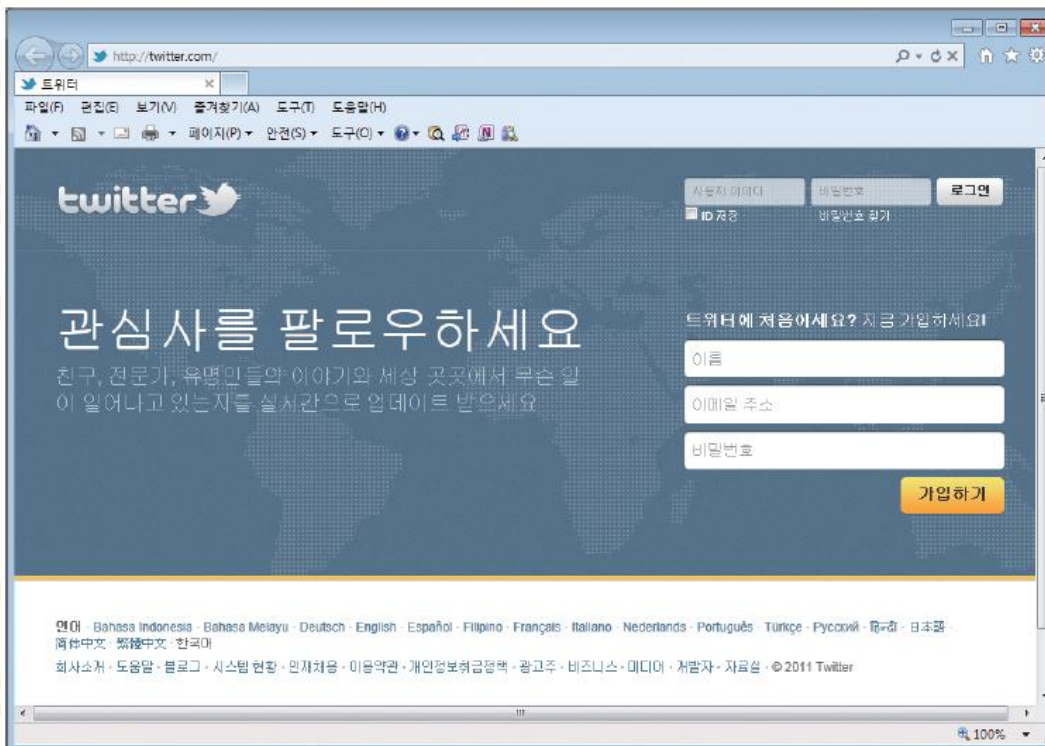 http://twitter.com/
트위터
파일(F) 편집(E) 보기(V) 즐겨찾기(A) 도구(T) 도움말(H)
페이지(P) 안전(S) 도구(O)
twitter
사용자 아이디 비밀번호 로그인
ID 저장 비밀번호 찾기
관심사를 팔로우하세요
친구, 전문가, 유명인들의 이야기와 세상 곳곳에서 무슨 일
이 일어나고 있는지를 실시간으로 업데이트 받으세요
트위터에 처음이세요? 지금 가입하세요!
이름
이메일 주소
비밀번호
가입하기
언어 · Bahasa Indonesia · Bahasa Melayu · Deutsch · English · Español · Filipino · Français · Italiano · Nederlands · Português · Türkçe · Русский · हिन्दी · 日本語 ·
简体中文 · 繁體中文 · 한국어
회사소개 · 도움말 · 블로그 · 시스템 현황 · 인재채용 · 이용약관 · 개인정보취급정책 · 광고주 · 비즈니스 · 미디어 · 개발자 · 자료실 · © 2011 Twitter
100%